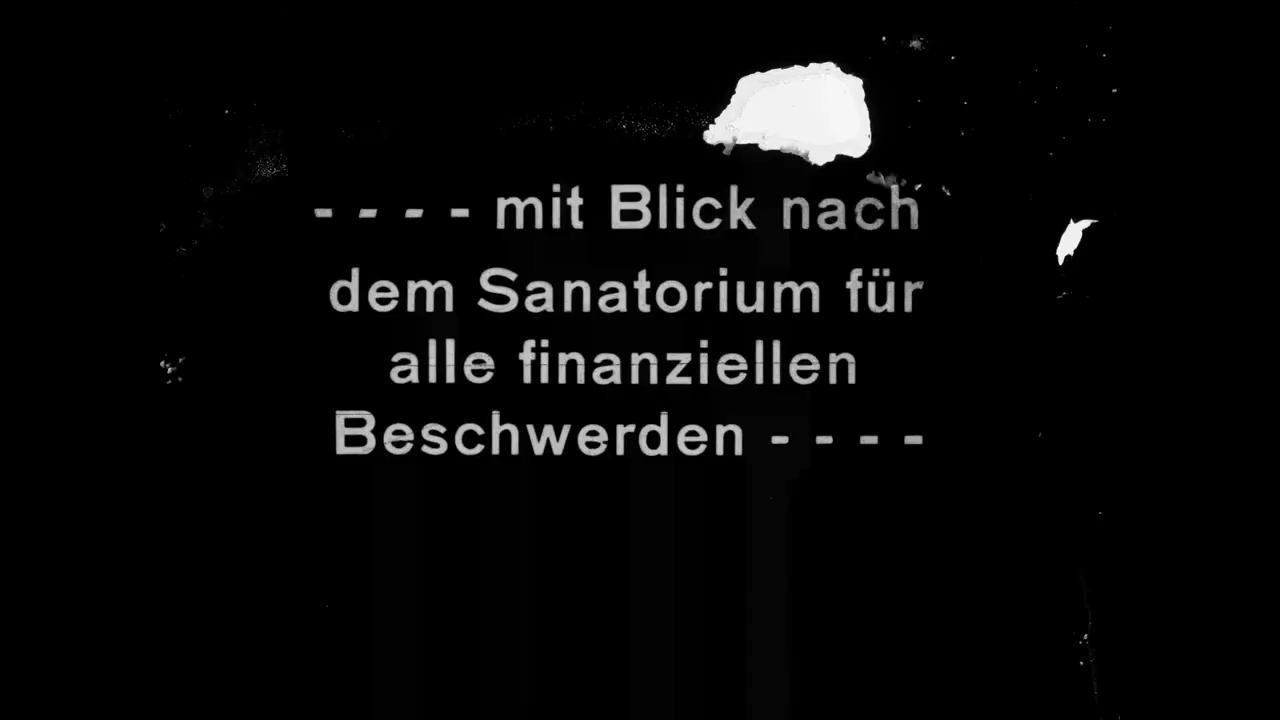 - - - - mit Blick nach
dem Sanatorium für
alle finanziellen
Beschwerden - - - -